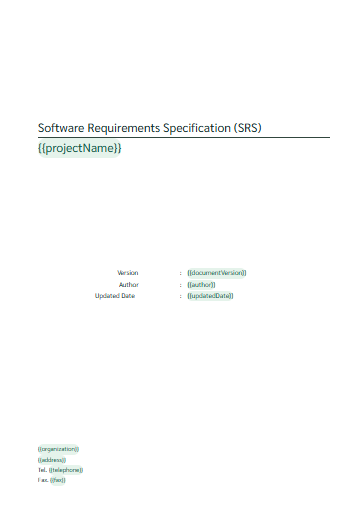 Software Requirements Specification (SRS)
{{projectName}}
Version : {{documentVersion}}
Author : {{author}}
Updated Date : {{updatedDate}}
{{organization}}
{{address}}
Tel. {{telephone}}
Fax. {{fax}}